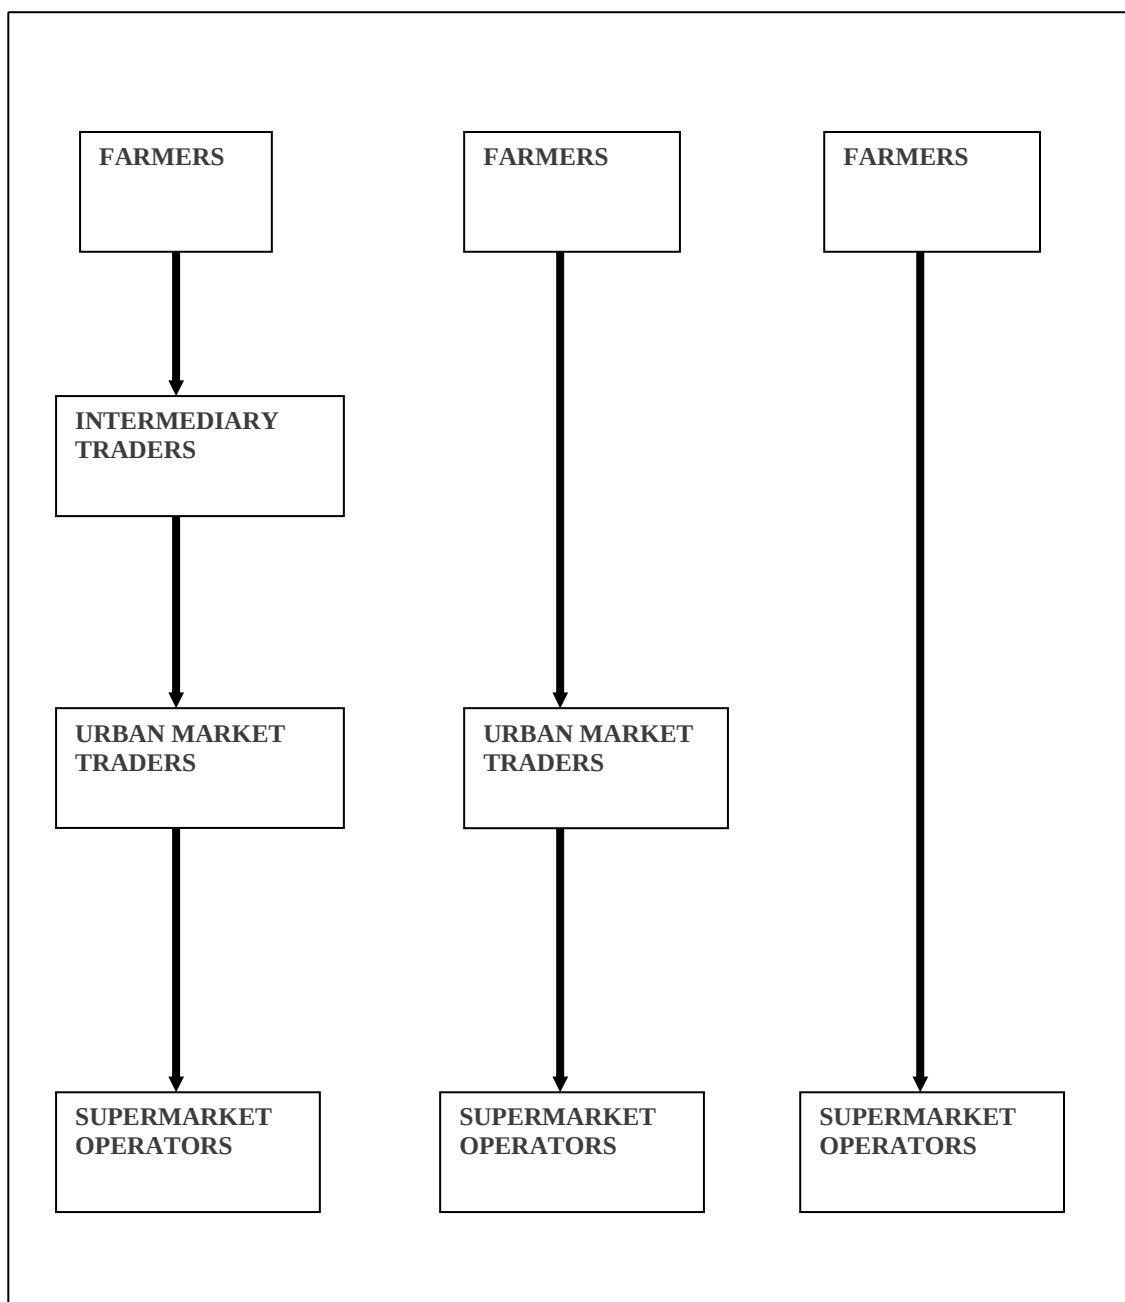 FARMERS
FARMERS
FARMERS
INTERMEDIARY
TRADERS
URBAN MARKET
TRADERS
URBAN MARKET
TRADERS
SUPERMARKET
OPERATORS
SUPERMARKET
OPERATORS
SUPERMARKET
OPERATORS